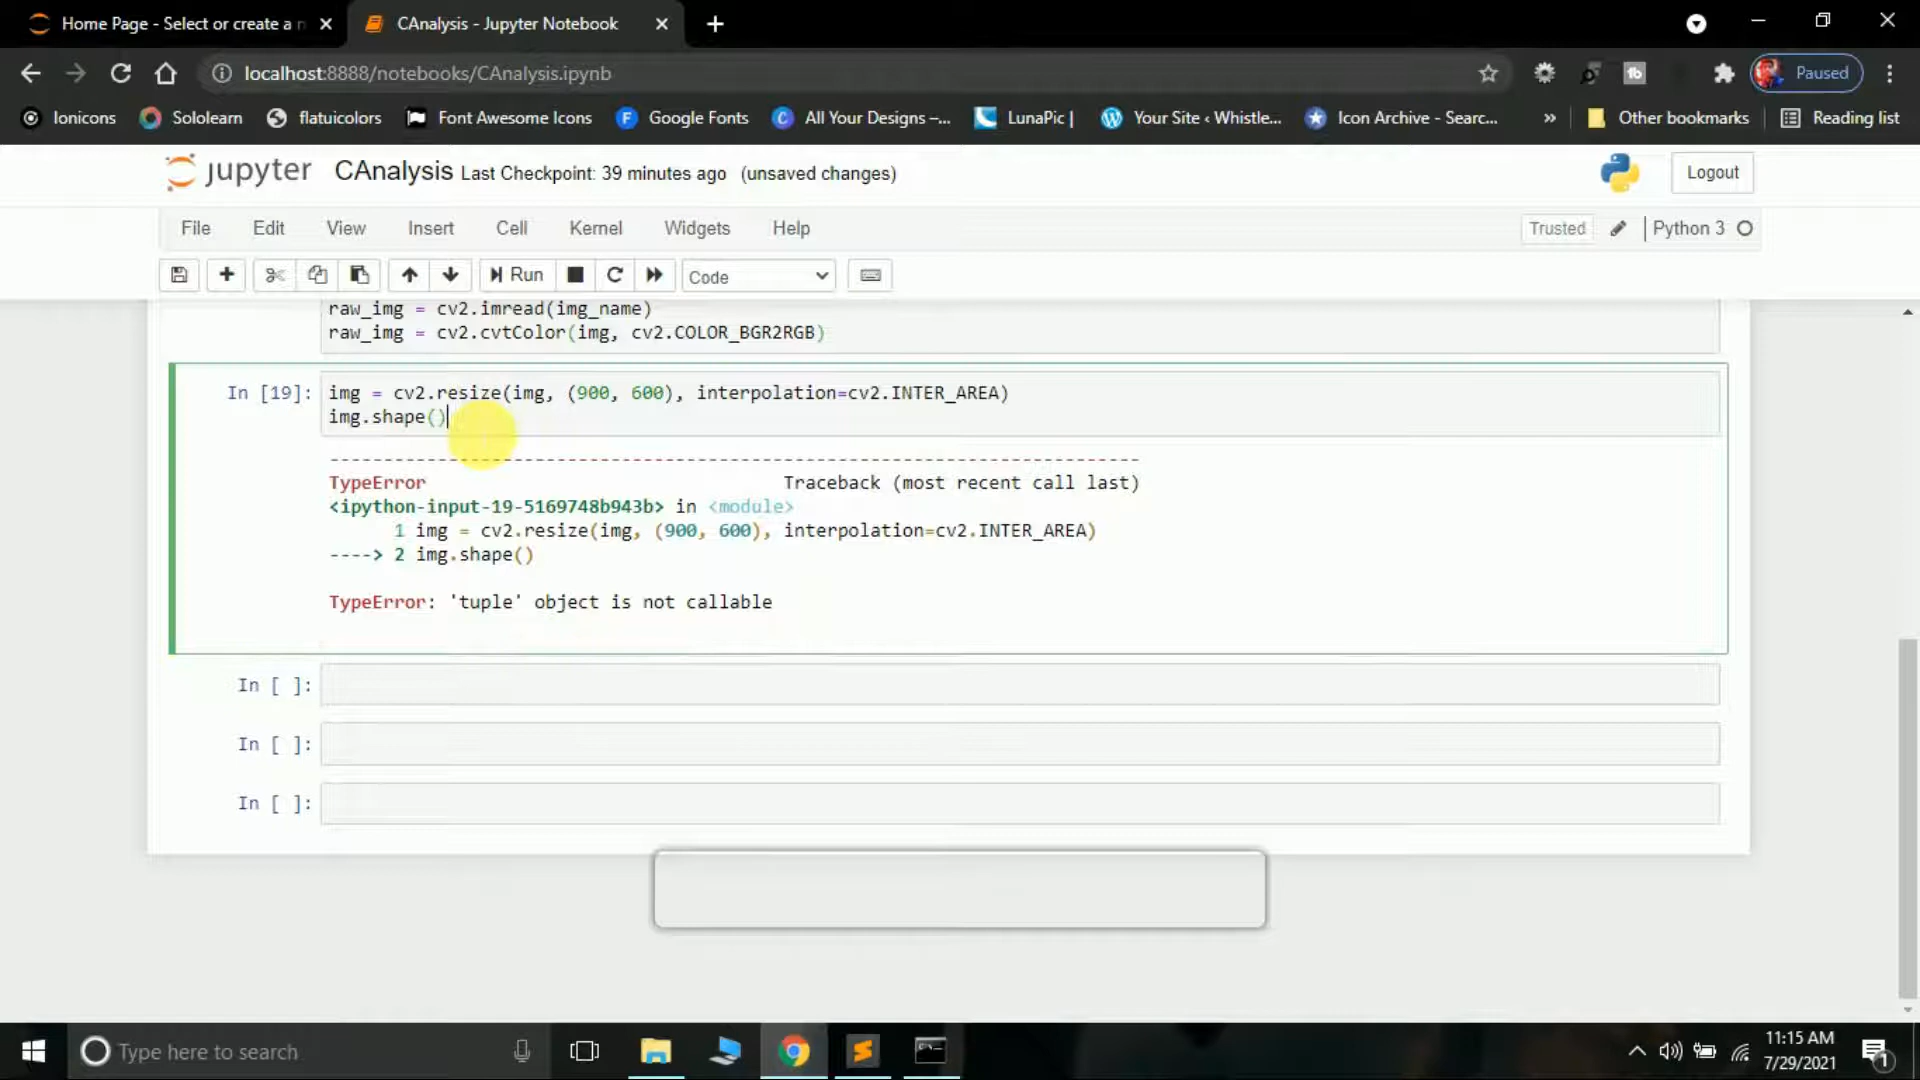 Home Page - Select or create a n
CAnalysis - Jupyter Notebook
localhost:8888/notebooks/CAnalysis.ipynb
Paused
Ionicons
Sololearn
flatuicolors
Font Awesome Icons
Google Fonts
All Your Designs –...
LunaPic |
Your Site ‹ Whistle...
Icon Archive - Searc...
»
Other bookmarks
Reading list
jupyter CAnalysis Last Checkpoint: 39 minutes ago (unsaved changes)
Logout
File Edit View Insert Cell Kernel Widgets Help
Trusted
Python 3
Run
Code
raw_img = cv2.imread(img_name)
raw_img = cv2.cvtColor(img, cv2.COLOR_BGR2RGB)
In [19]: img = cv2.resize(img, (900, 600), interpolation=cv2.INTER_AREA)
img.shape()
---------------------------------------------------------------------------
TypeError Traceback (most recent call last)
<ipython-input-19-5169748b943b> in <module>
1 img = cv2.resize(img, (900, 600), interpolation=cv2.INTER_AREA)
----> 2 img.shape()
TypeError: 'tuple' object is not callable
In [ ]:
In [ ]:
In [ ]:
Type here to search
11:15 AM
7/29/2021
1